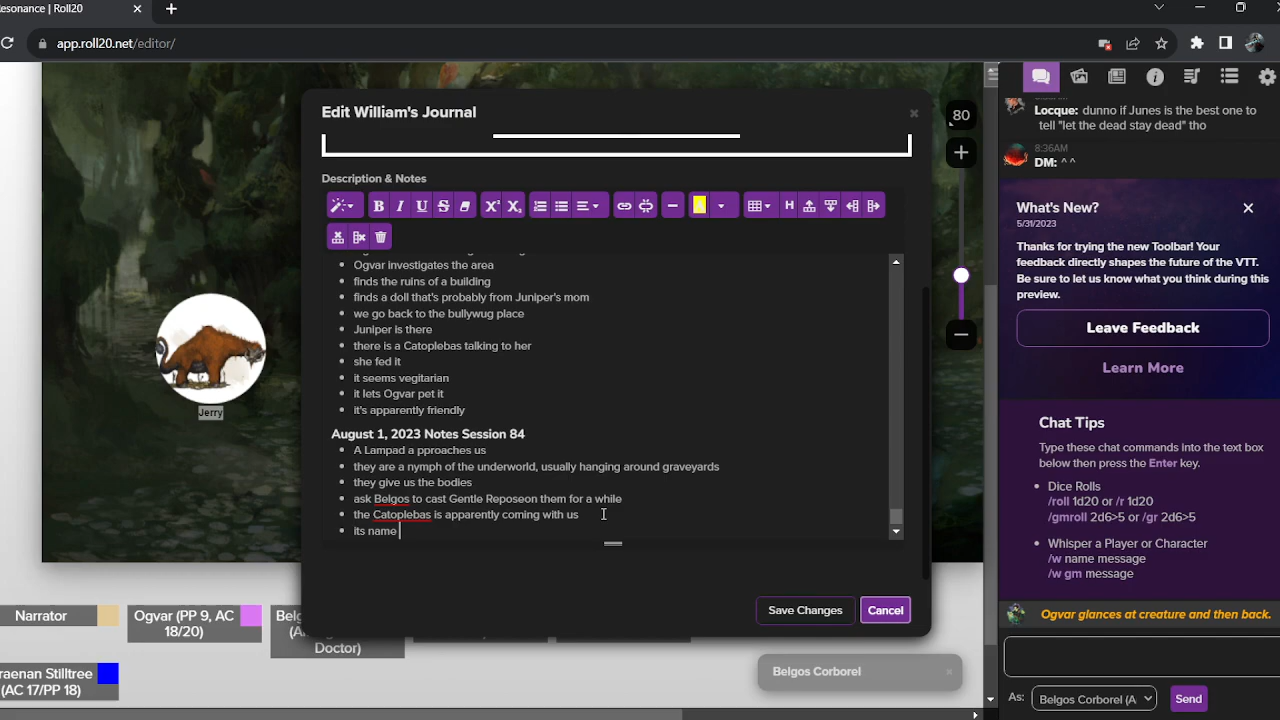 esonance | Roll20
app.roll20.net/editor/
Edit William's Journal
Description & Notes
Ogvar investigates the area
finds the ruins of a building
finds a doll that's probably from Juniper's mom
we go back to the bullywug place
Juniper is there
there is a Catoplebas talking to her
she fed it
it seems vegitarian
it lets Ogvar pet it
it's apparently friendly
August 1, 2023 Notes Session 84
A Lampad a pproaches us
they are a nymph of the underworld, usually hanging around graveyards
they give us the bodies
ask Belgos to cast Gentle Reposeon them for a while
the Catoplebas is apparently coming with us
its name
Save Changes
Cancel
Jerry
80
Narrator
Ogvar (PP 9, AC
18/20)
Doctor)
raenan Stilltree
(AC 17/PP 18)
Belgos Corborel
Locque: dunno if Junes is the best one to
tell "let the dead stay dead" tho
8:36AM
DM: ^ ^
What's New?
5/31/2023
Thanks for trying the new Toolbar! Your
feedback directly shapes the future of the VTT.
Be sure to let us know what you think during this
preview.
Leave Feedback
Learn More
Chat Tips
Type these chat commands into the text box
below then press the Enter key.
Dice Rolls
/roll 1d20 or /r 1d20
/gmroll 2d6>5 or /gr 2d6>5
Whisper a Player or Character
/w name message
/w gm message
Ogvar glances at creature and then back.
As: Belgos Corborel (A
Send